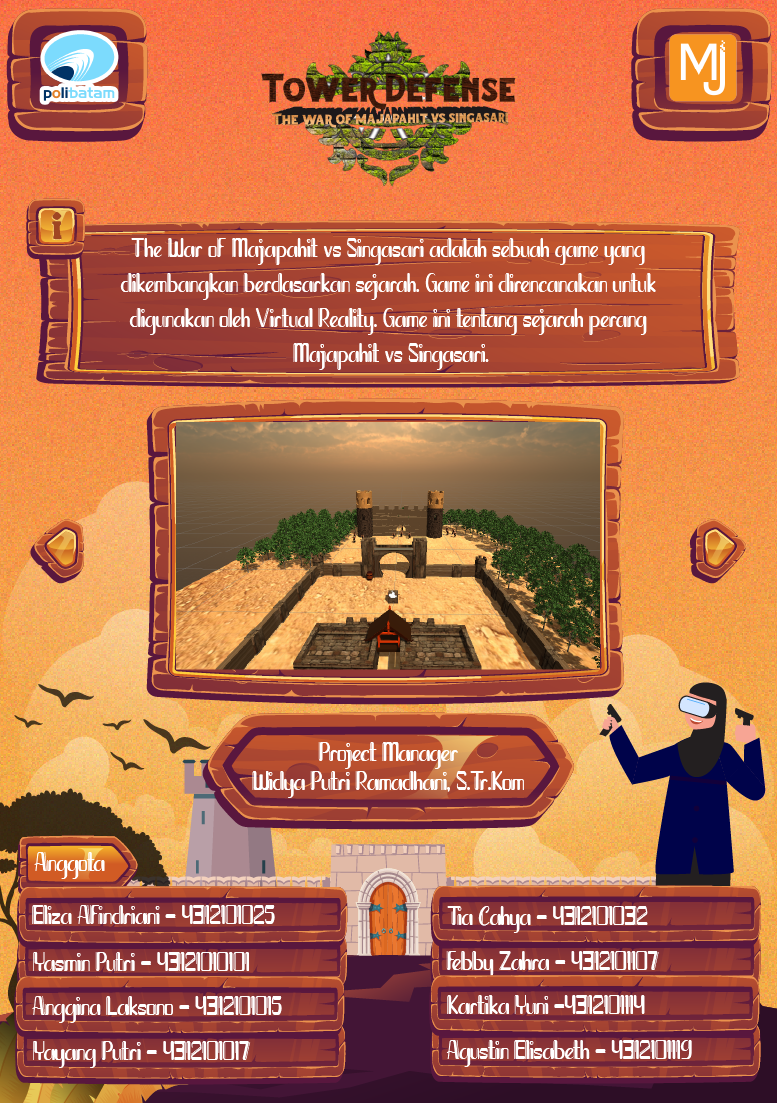 polibatam
TOWER DEFENSE
THE WAR OF MAJAPAHIT VS SINGASARI
MJ
i
The War of Majapahit vs Singasari adalah sebuah game yang
dikembangkan berdasarkan sejarah. Game ini direncanakan untuk
digunakan oleh Virtual Reality. Game ini tentang sejarah perang
Majapahit vs Singasari.
Project Manager
Widya Putri Ramadhani, S.Tr.Kom
Anggota
Eliza Alfindriani - 4312101025
Yasmin Putri - 4312101010
Anggina Laksono - 4312101015
Yayang Putri - 4312101017
Tia Cahya - 4312101032
Febby Zahra - 4312101107
Kartika Yuni -4312101114
Agustin Elisabeth - 4312101119